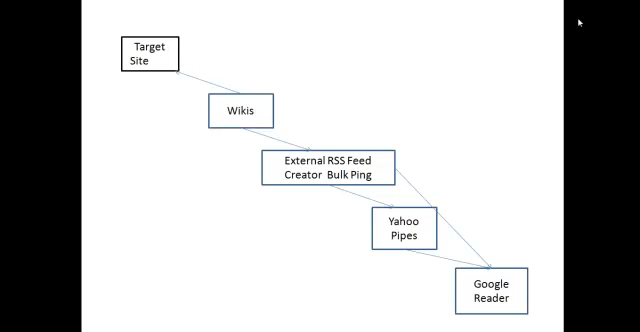 Target
Site
Wikis
External RSS Feed
Creator Bulk Ping
Yahoo
Pipes
Google
Reader